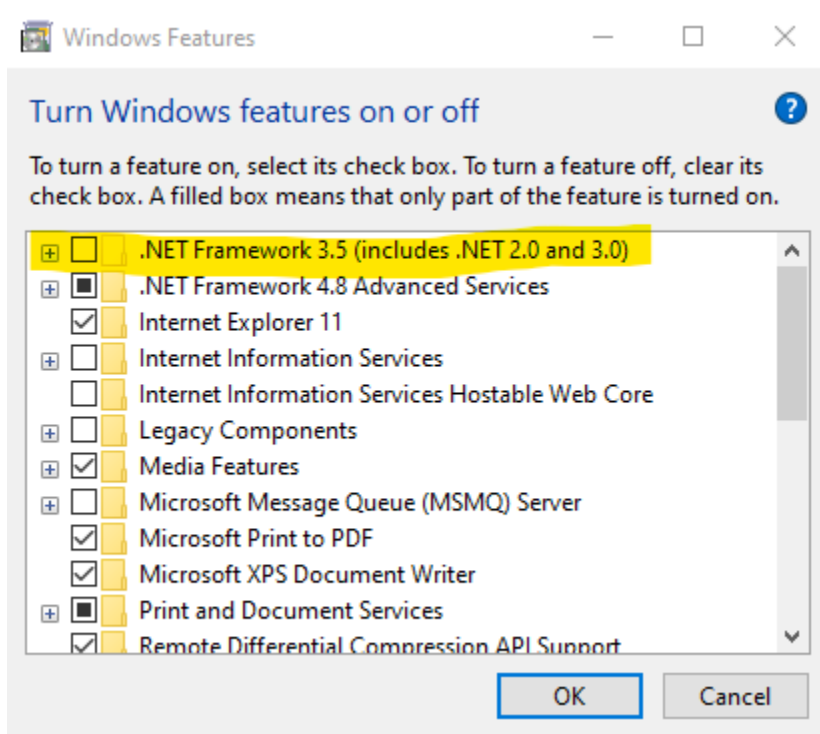 Windows Features
Turn Windows features on or off
?
To turn a feature on, select its check box. To turn a feature off, clear its
check box. A filled box means that only part of the feature is turned on.
.NET Framework 3.5 (includes .NET 2.0 and 3.0)
.NET Framework 4.8 Advanced Services
Internet Explorer 11
Internet Information Services
Internet Information Services Hostable Web Core
Legacy Components
Media Features
Microsoft Message Queue (MSMQ) Server
Microsoft Print to PDF
Microsoft XPS Document Writer
Print and Document Services
Remote Differential Compression API Support
OK
Cancel